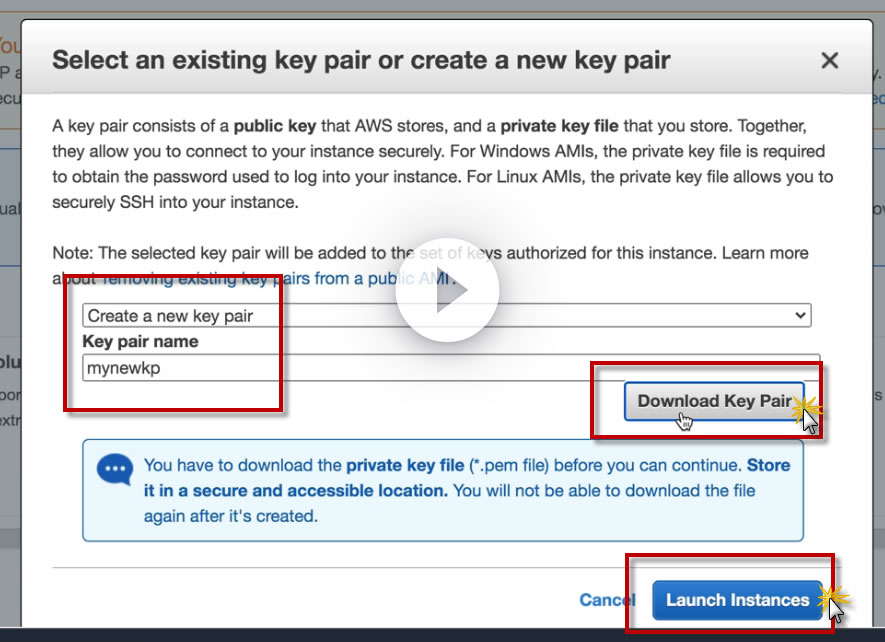 You
Select an existing key pair or create a new key pair
A key pair consists of a public key that AWS stores, and a private key file that you store. Together,
they allow you to connect to your instance securely. For Windows AMIs, the private key file is required
to obtain the password used to log into your instance. For Linux AMIs, the private key file allows you to
securely SSH into your instance.
Note: The selected key pair will be added to the set of keys authorized for this instance. Learn more
about removing existing key pairs from a public AMI.
Create a new key pair
Key pair name
mynewkp
Download Key Pair
You have to download the private key file (*.pem file) before you can continue. Store
it in a secure and accessible location. You will not be able to download the file
again after it's created.
Cancel
Launch Instances